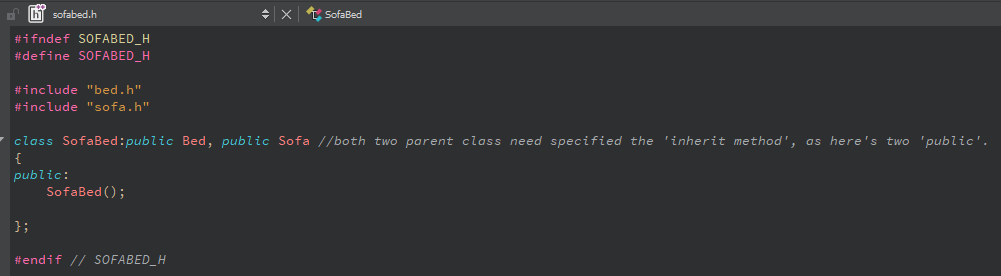 sofabed.h SofaBed
#ifndef SOFABED_H
#define SOFABED_H
#include "bed.h"
#include "sofa.h"
class SofaBed:public Bed, public Sofa //both two parent class need specified the 'inherit method', as here's two 'public'.
{
public:
SofaBed();
};
#endif // SOFABED_H